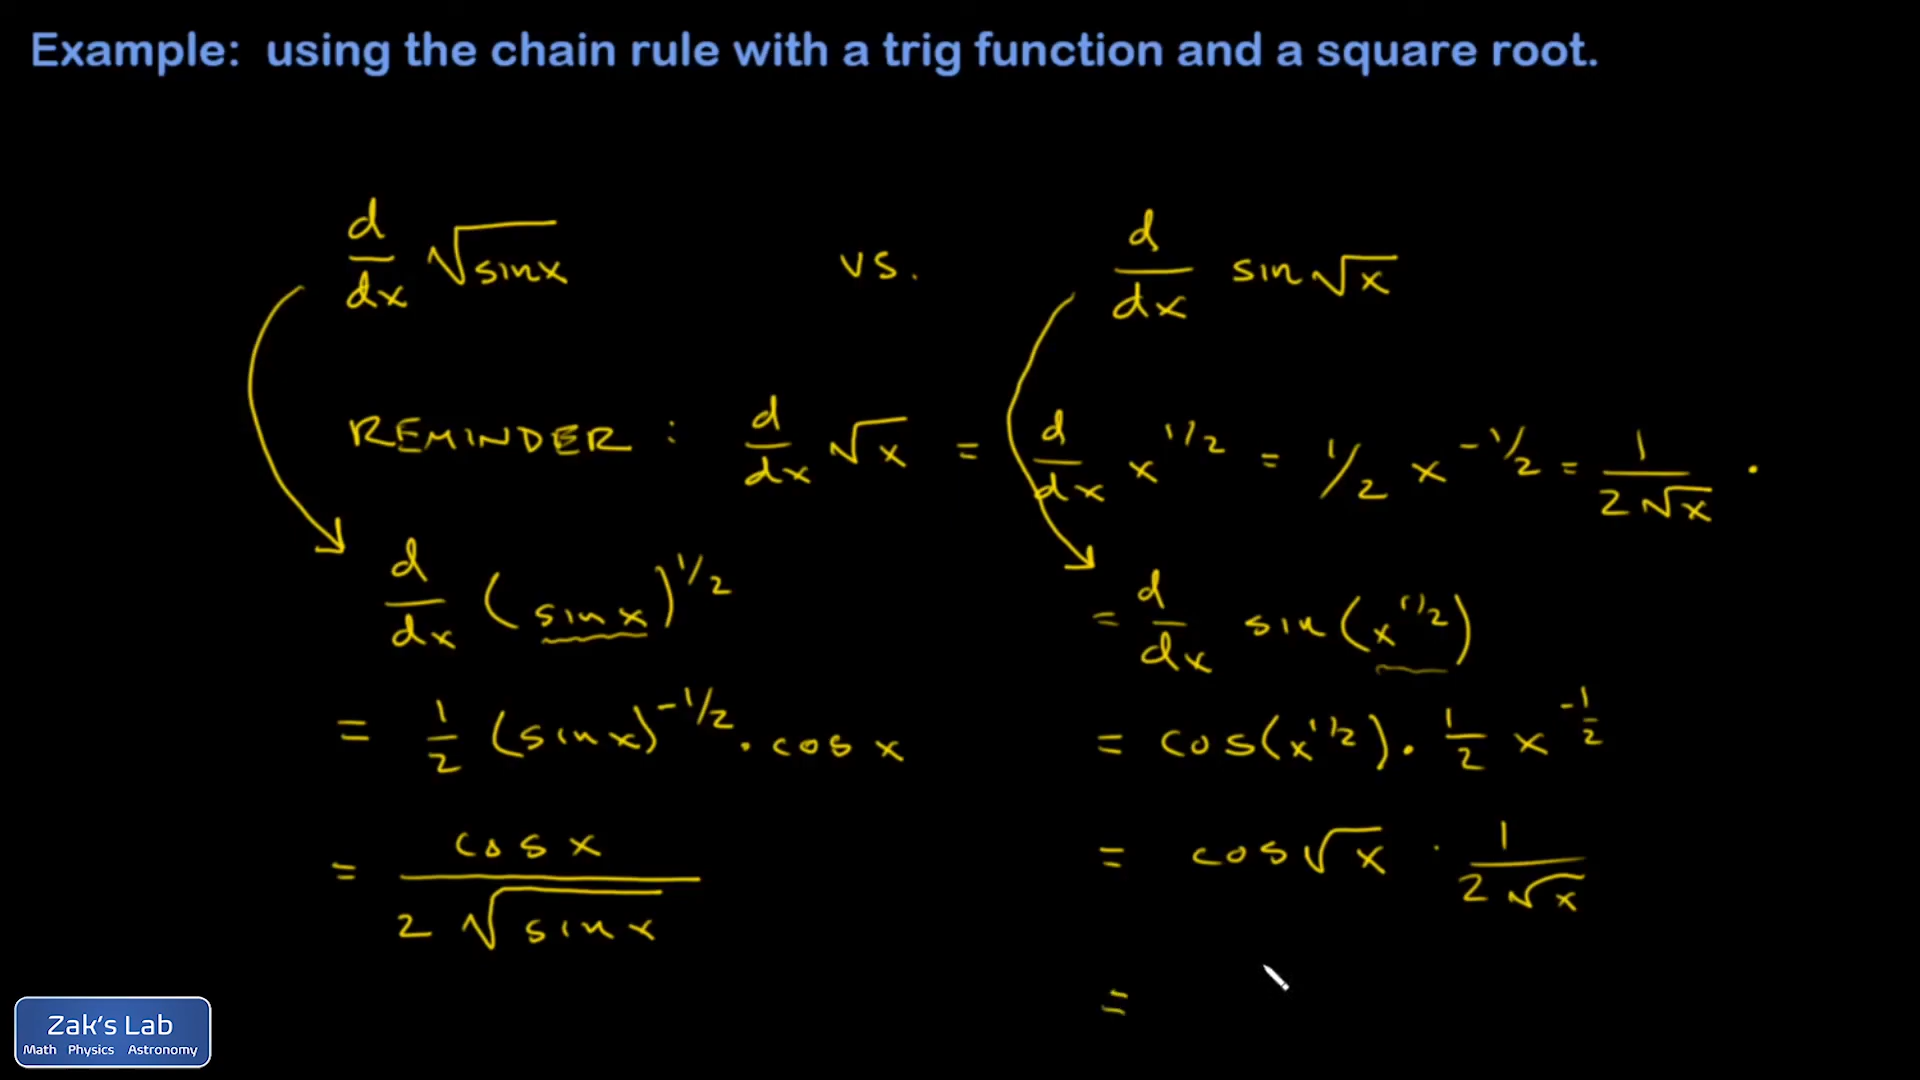 Example: using the chain rule with a trig function and a square root.
d/dx √sinx vs. d/dx sin√x
REMINDER: d/dx √x = d/dx x^1/2 = 1/2 x^-1/2 = 1/(2√x).
d/dx (sin x)^1/2
= d/dx sin(x^1/2)
= 1/2 (sinx)^-1/2 · cos x
= cos(x^1/2) · 1/2 x^-1/2
= cos x/(2√sin x)
= cos√x · 1/(2√x)
=
Zak's Lab
Math Physics Astronomy